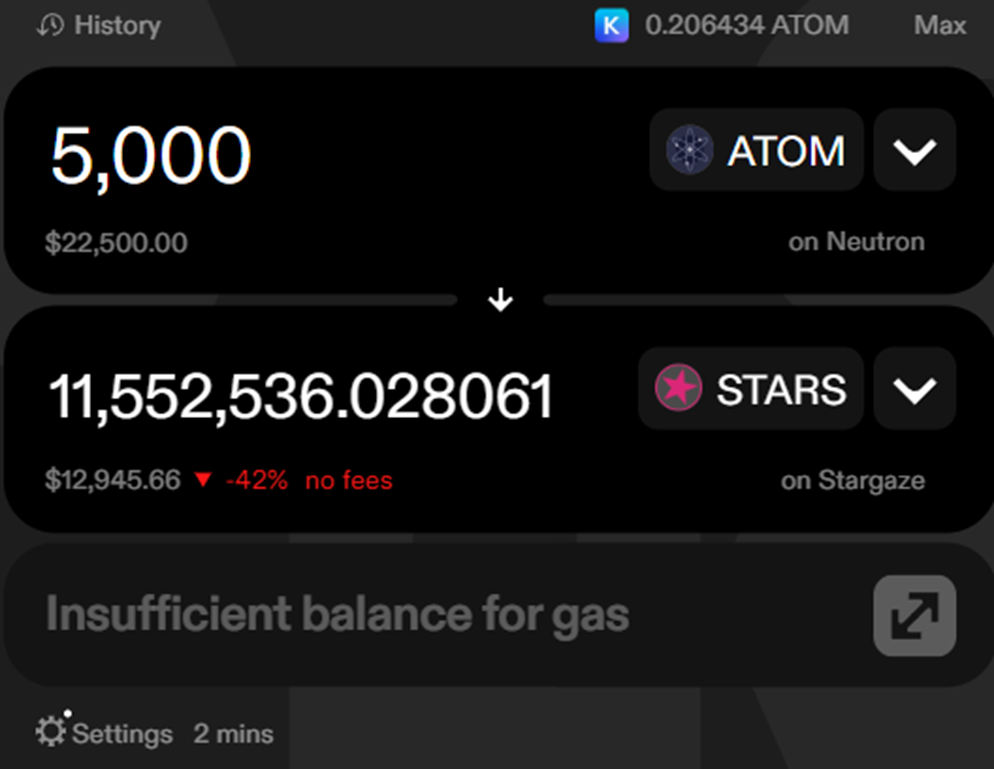 History K 0.206434 ATOM Max
5,000 ATOM
$22,500.00 on Neutron
11,552,536.028061 STARS
$12,945.66 -42% no fees on Stargaze
Insufficient balance for gas
Settings 2 mins